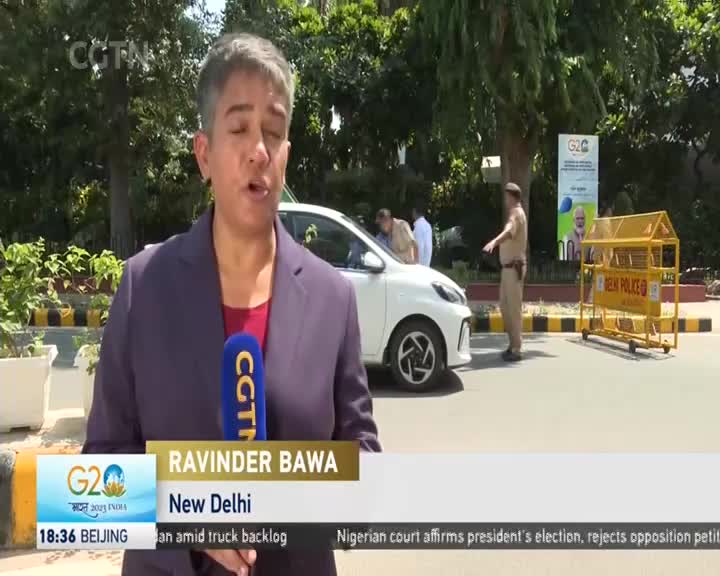 CGTN
G20
DELHI POLICE
CGTN
RAVINDER BAWA
New Delhi
G20
भारत 2023 INDIA
18:36 BEIJING
an amid truck backlog Nigerian court affirms president's election, rejects opposition petit